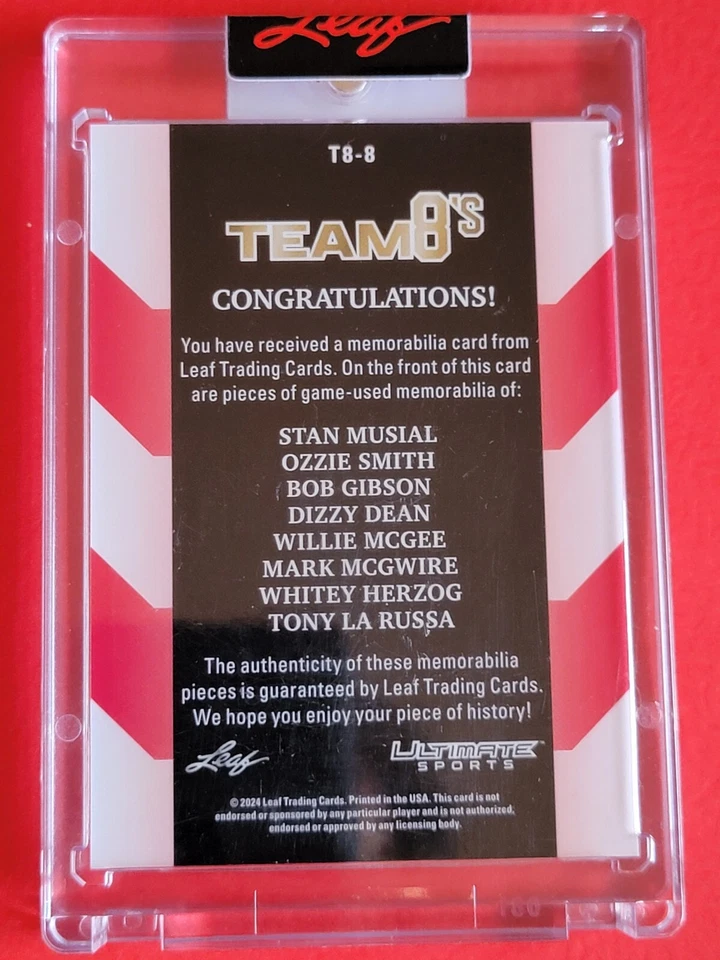 Leaf
T8-8
TEAM 8'S
CONGRATULATIONS!
You have received a memorabilia card from
Leaf Trading Cards. On the front of this card
are pieces of game-used memorabilia of:
STAN MUSIAL
OZZIE SMITH
BOB GIBSON
DIZZY DEAN
WILLIE MCGEE
MARK MCGWIRE
WHITEY HERZOG
TONY LA RUSSA
The authenticity of these memorabilia
pieces is guaranteed by Leaf Trading Cards.
We hope you enjoy your piece of history!
Leaf
ULTIMATE
SPORTS
© 2024 Leaf Trading Cards. Printed in the USA. This card is not
endorsed or sponsored by any particular player and is not authorized,
endorsed or approved by any licensing body.